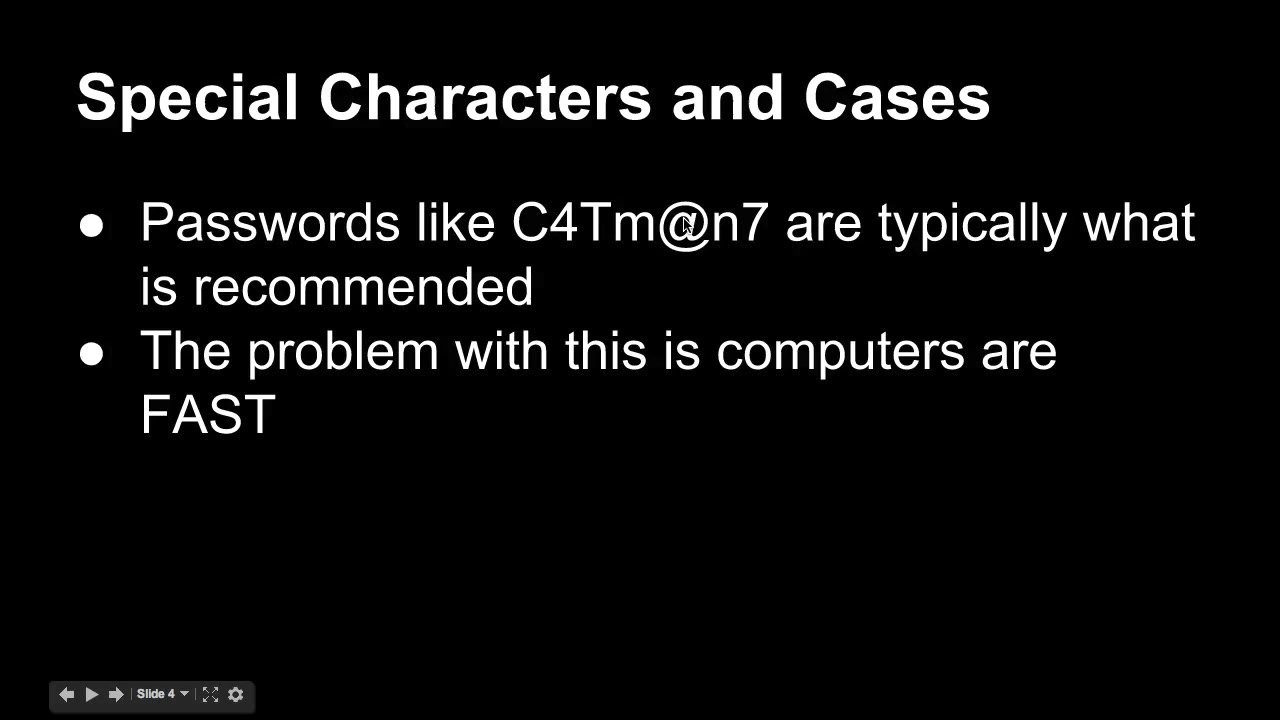 Special Characters and Cases
● Passwords like C4Tm@n7 are typically what
is recommended
● The problem with this is computers are
FAST
Slide 4